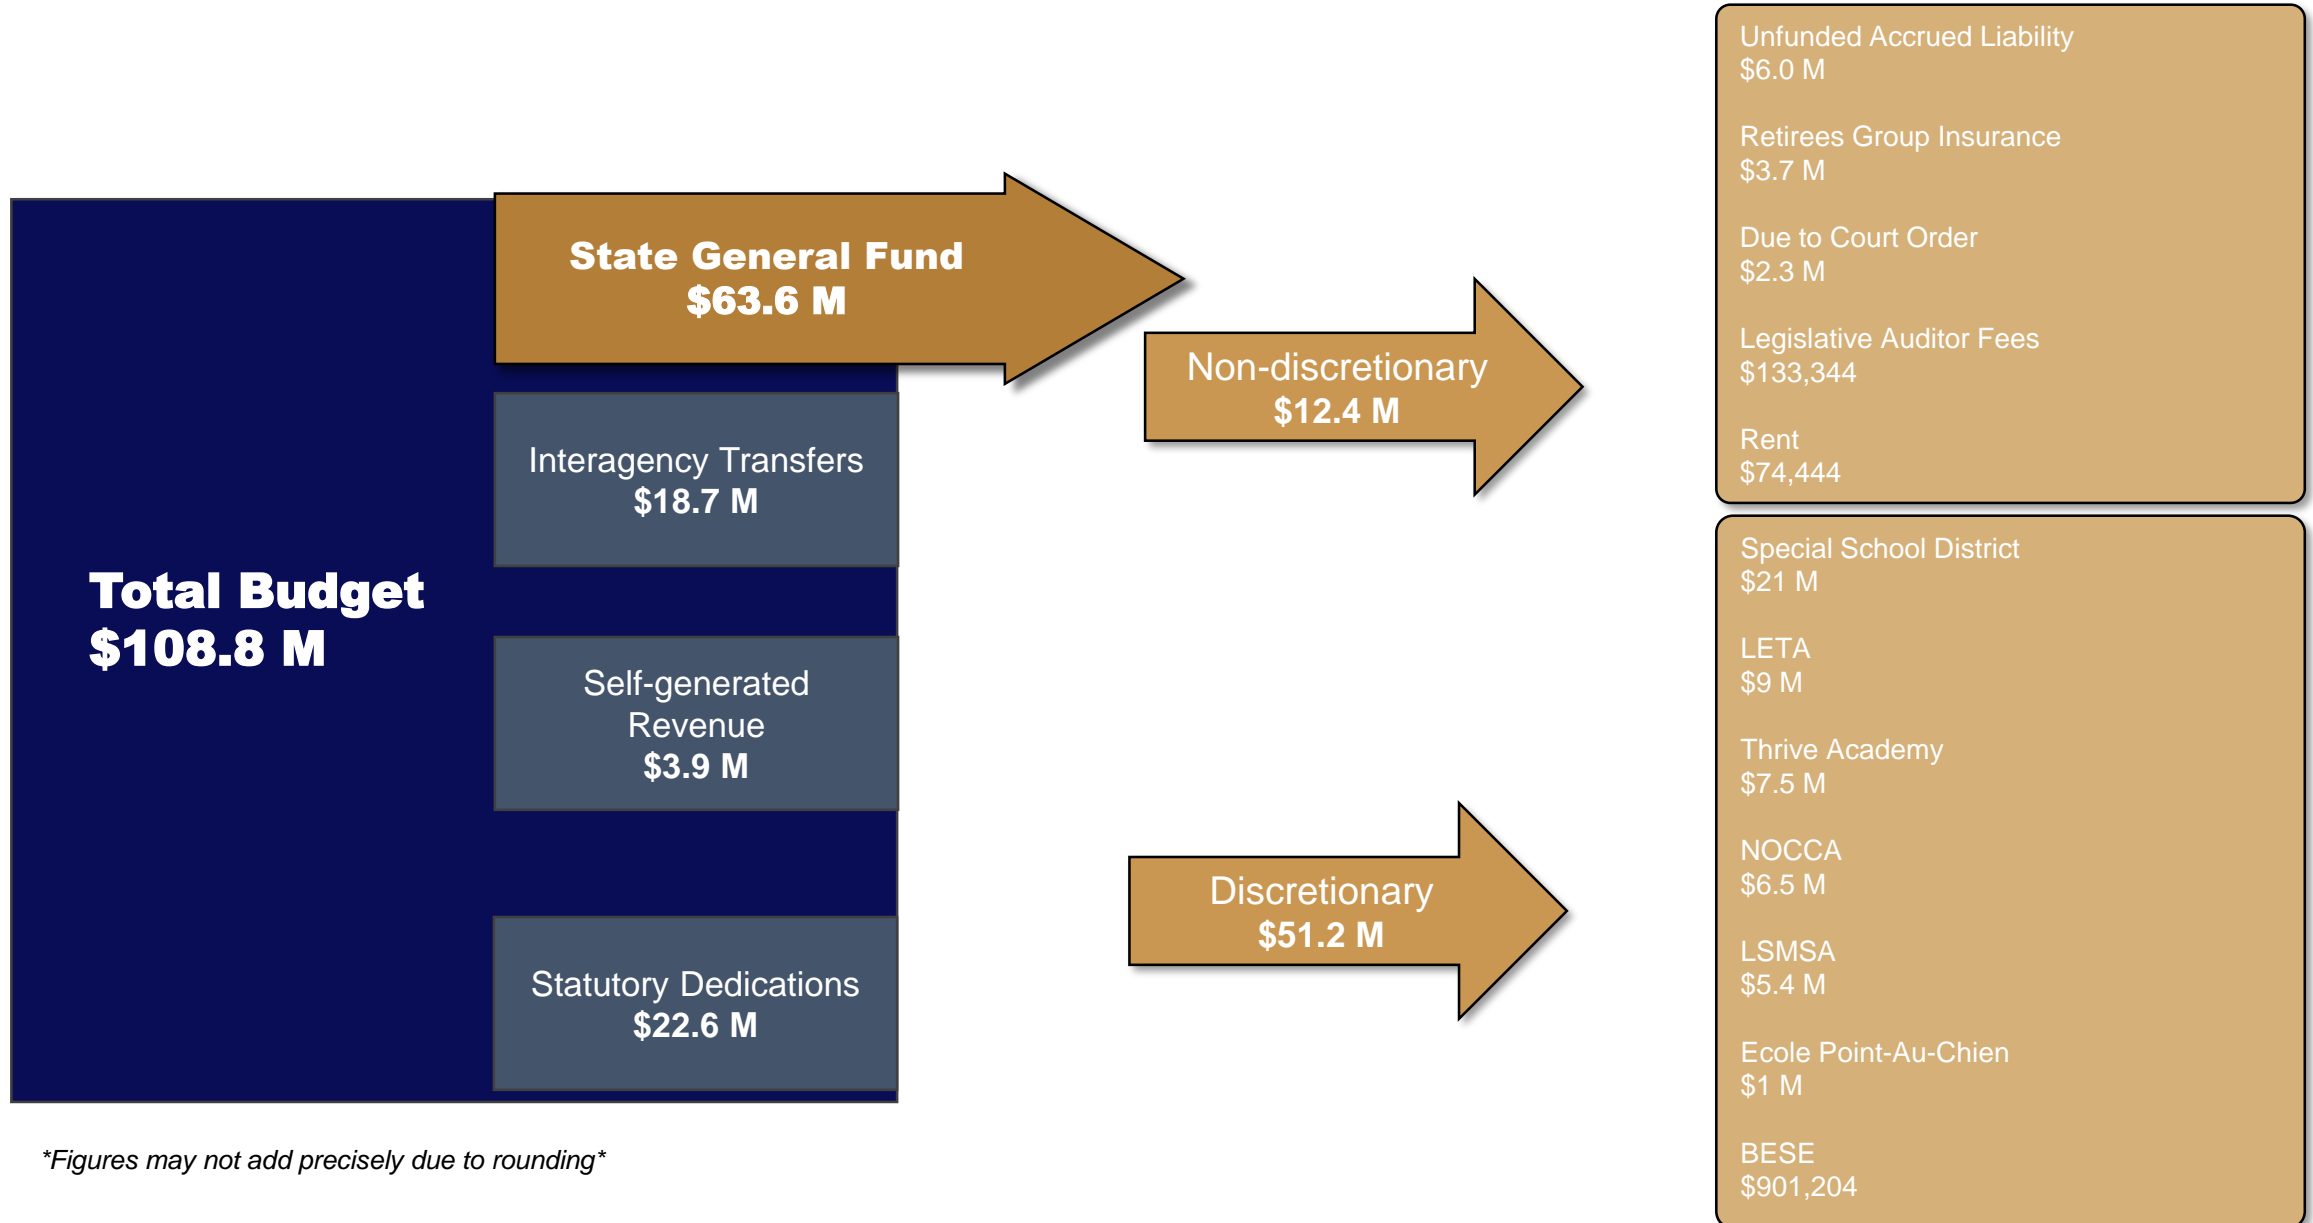 Total Budget
$108.8 M
State General Fund
$63.6 M
Interagency Transfers
$18.7 M
Self-generated
Revenue
$3.9 M
Statutory Dedications
$22.6 M
Non-discretionary
$12.4 M
Discretionary
$51.2 M
Unfunded Accrued Liability
$6.0 M
Retirees Group Insurance
$3.7 M
Due to Court Order
$2.3 M
Legislative Auditor Fees
$133,344
Rent
$74,444
Special School District
$21 M
LETA
$9 M
Thrive Academy
$7.5 M
NOCCA
$6.5 M
LSMSA
$5.4 M
Ecole Point-Au-Chien
$1 M
BESE
$901,204
*Figures may not add precisely due to rounding*